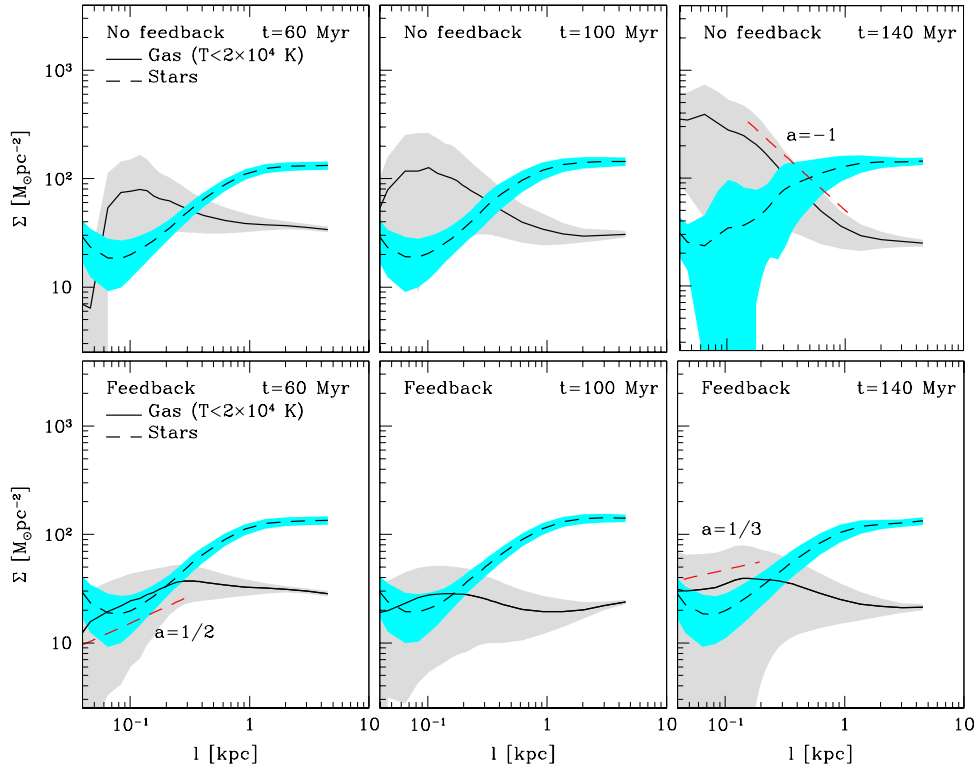 No feedback t=60 Myr
Gas (T<2×10⁴ K)
Stars
No feedback t=100 Myr
No feedback t=140 Myr
a=−1
10³
10²
10
Σ [M⊙pc⁻²]
Feedback t=60 Myr
Gas (T<2×10⁴ K)
Stars
a=1/2
Feedback t=100 Myr
Feedback t=140 Myr
a=1/3
10³
10²
10
Σ [M⊙pc⁻²]
10⁻¹ 1 10⁻¹ 1 10⁻¹ 1 10
l [kpc] l [kpc] l [kpc]